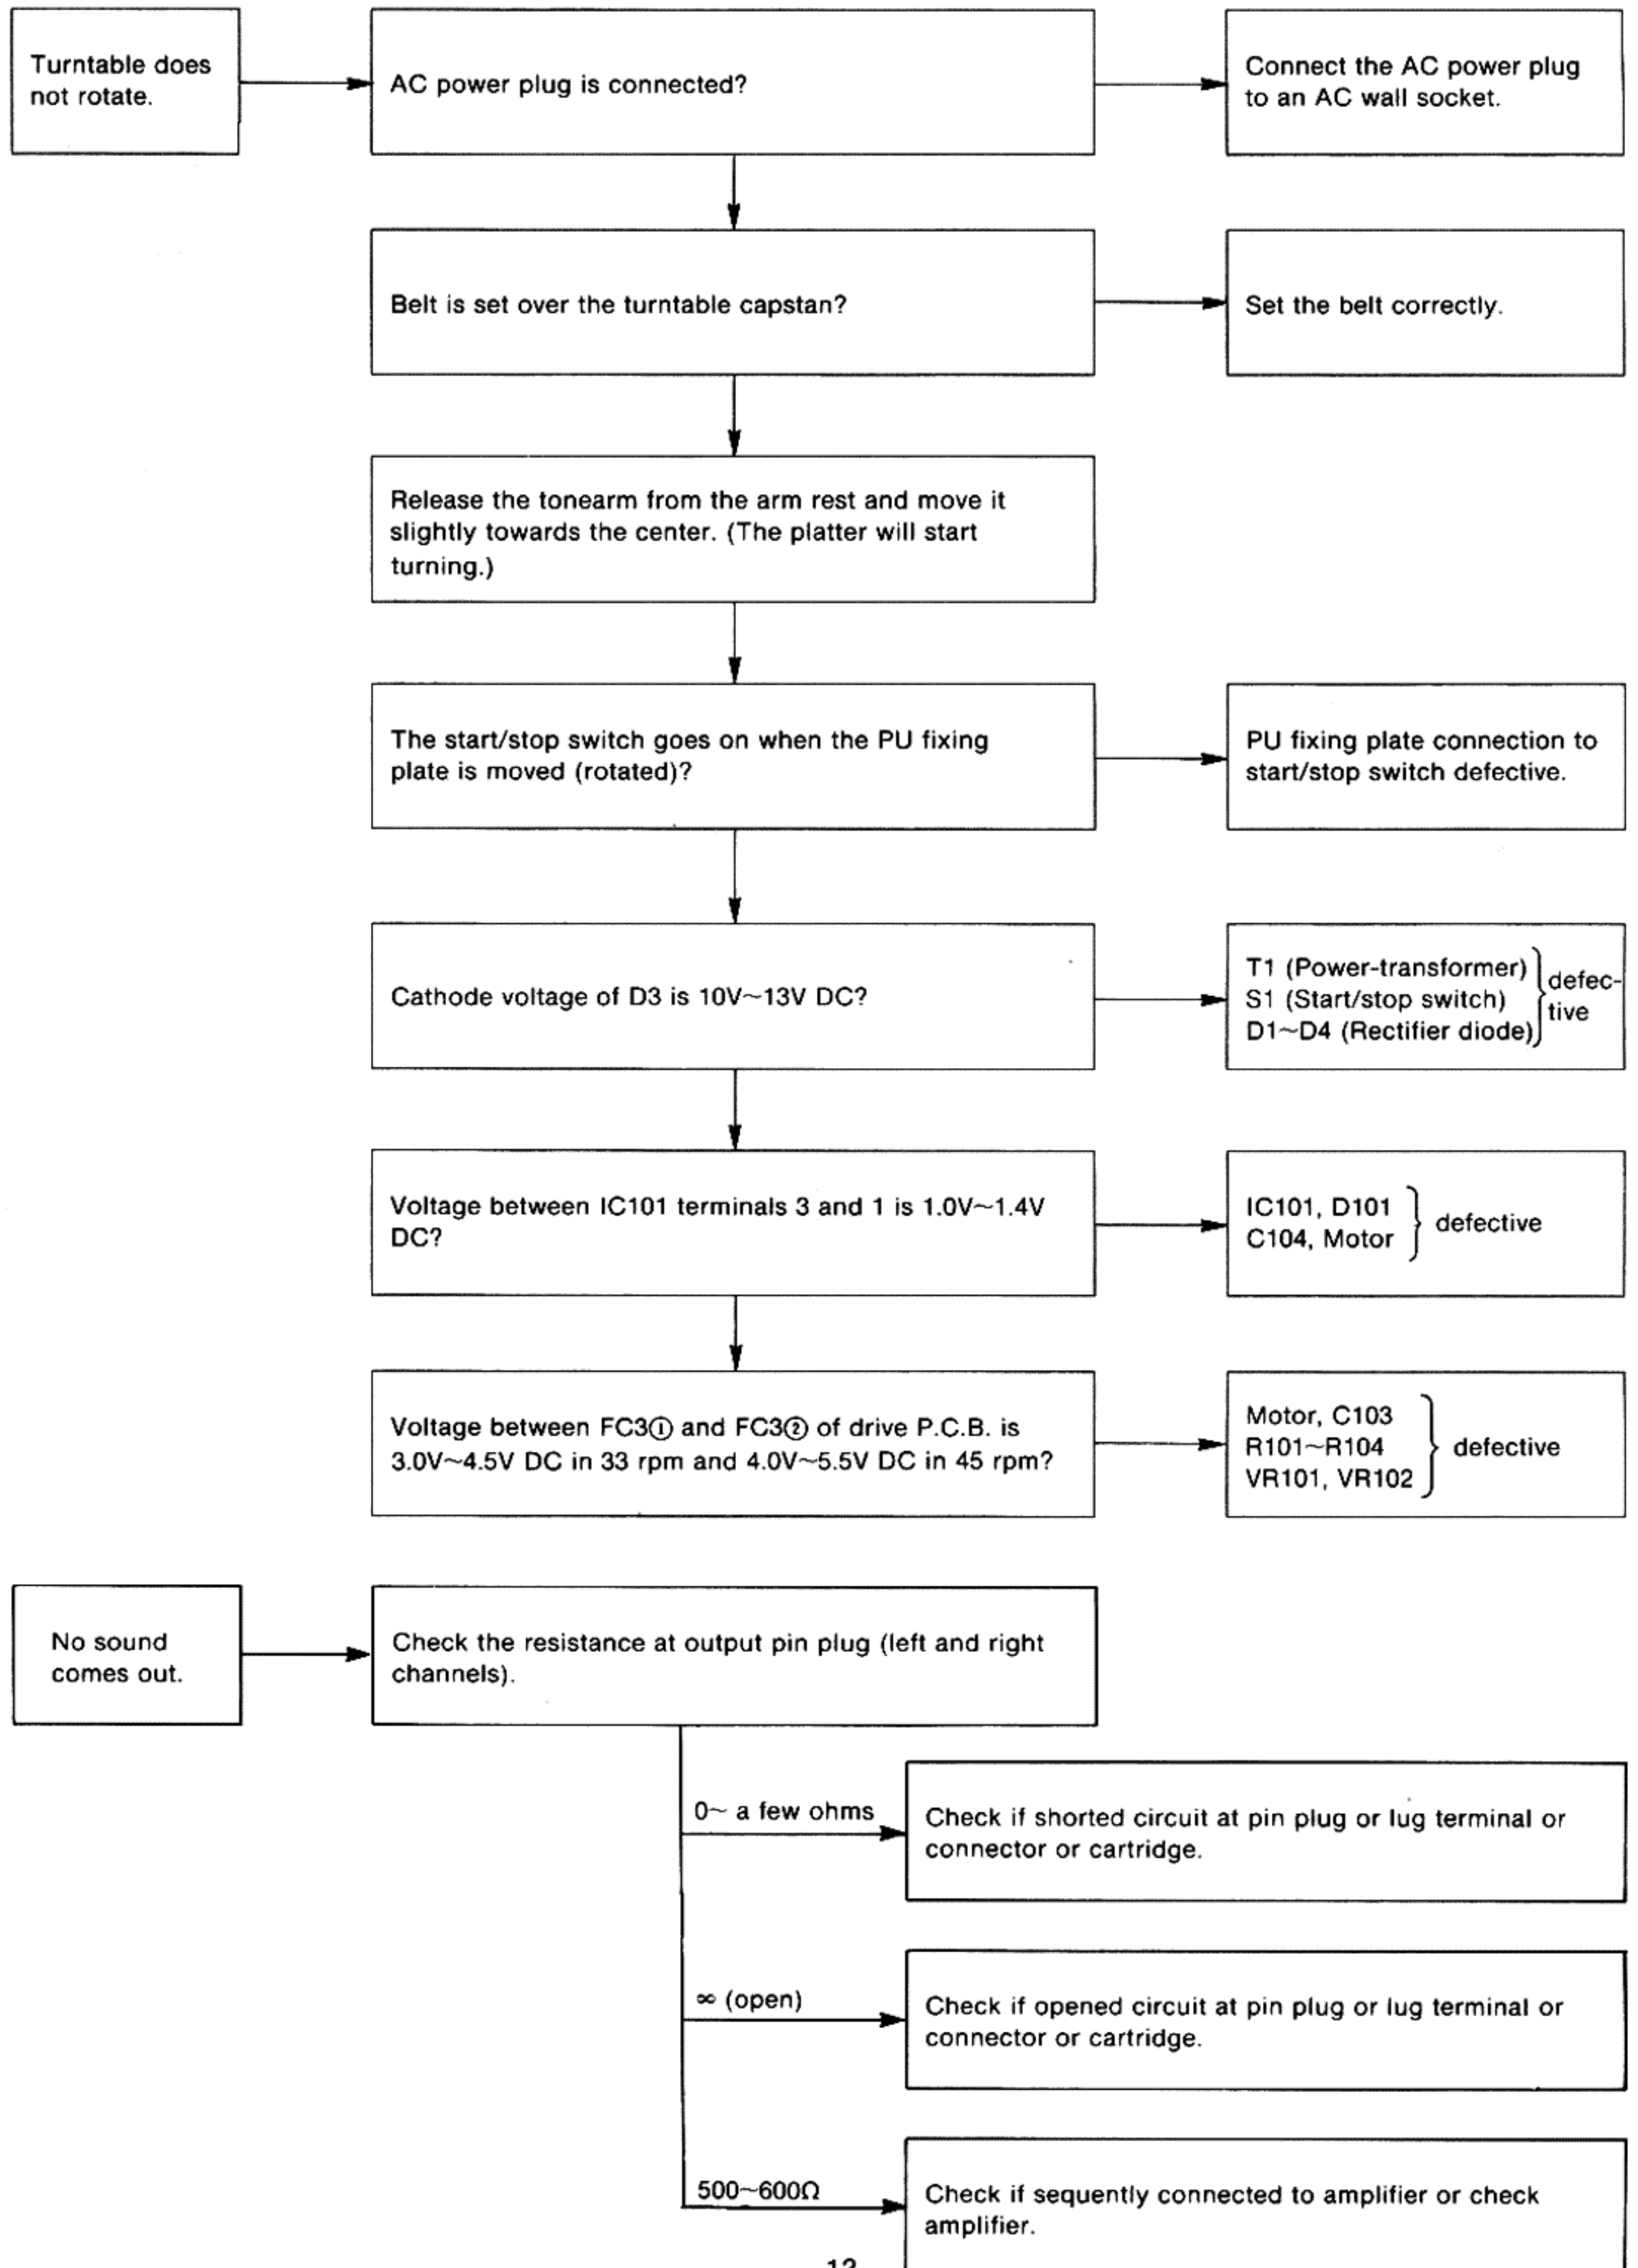 Turntable does
not rotate.
AC power plug is connected?
Connect the AC power plug
to an AC wall socket.
Belt is set over the turntable capstan?
Set the belt correctly.
Release the tonearm from the arm rest and move it
slightly towards the center. (The platter will start
turning.)
The start/stop switch goes on when the PU fixing
plate is moved (rotated)?
PU fixing plate connection to
start/stop switch defective.
Cathode voltage of D3 is 10V~13V DC?
T1 (Power-transformer)
S1 (Start/stop switch)
D1~D4 (Rectifier diode)
defec-
tive
Voltage between IC101 terminals 3 and 1 is 1.0V~1.4V
DC?
IC101, D101
C104, Motor
defective
Voltage between FC3① and FC3② of drive P.C.B. is
3.0V~4.5V DC in 33 rpm and 4.0V~5.5V DC in 45 rpm?
Motor, C103
R101~R104
VR101, VR102
defective
No sound
comes out.
Check the resistance at output pin plug (left and right
channels).
0~ a few ohms
Check if shorted circuit at pin plug or lug terminal or
connector or cartridge.
∞ (open)
Check if opened circuit at pin plug or lug terminal or
connector or cartridge.
500~600Ω
Check if sequently connected to amplifier or check
amplifier.